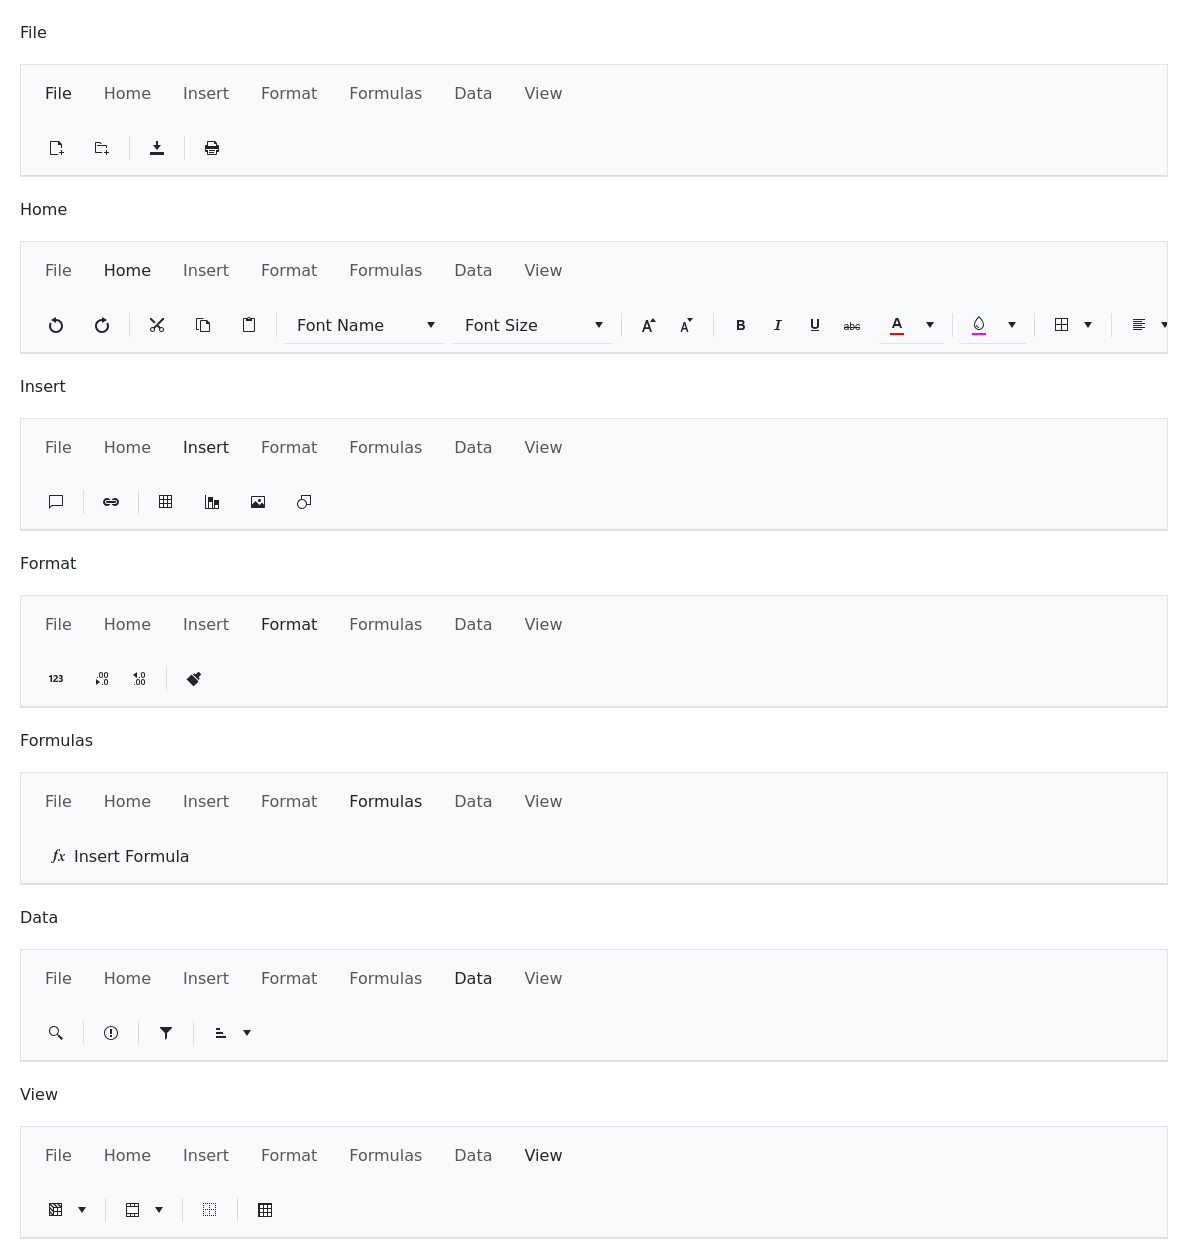 File
File Home Insert Format Formulas Data View
Home
File Home Insert Format Formulas Data View
Font Name Font Size A A B I U abc A
Insert
File Home Insert Format Formulas Data View
Format
File Home Insert Format Formulas Data View
123 .00 .0 .0 .00
Formulas
File Home Insert Format Formulas Data View
fx Insert Formula
Data
File Home Insert Format Formulas Data View
View
File Home Insert Format Formulas Data View